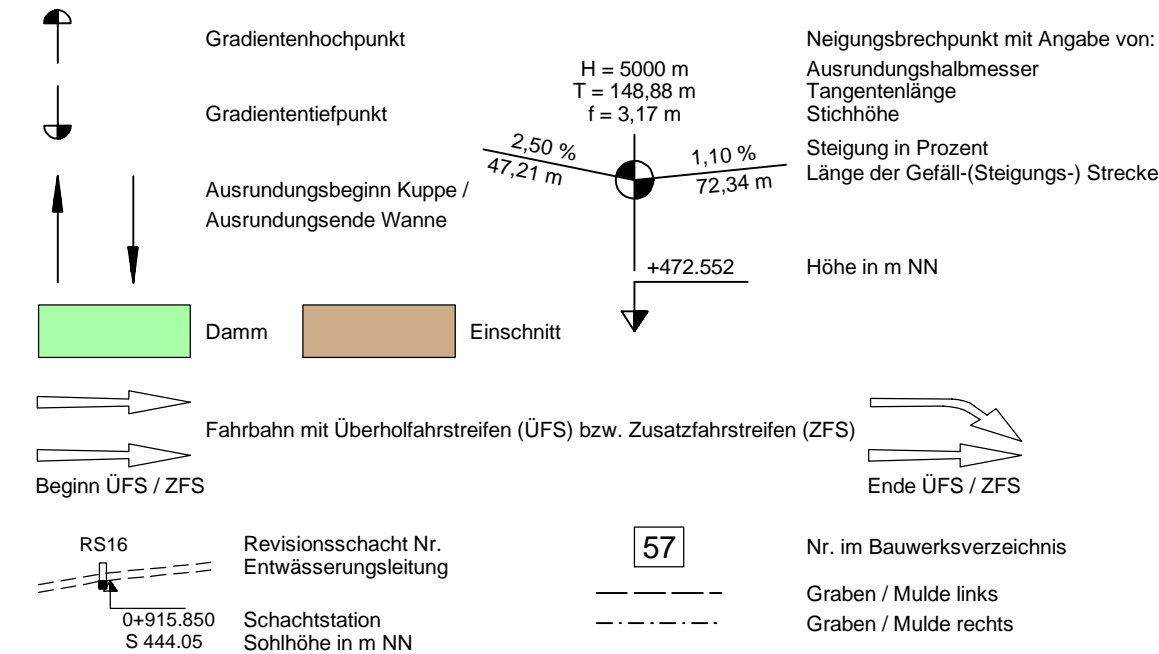 Gradientenhochpunkt
Gradiententiefpunkt
Ausrundungsbeginn Kuppe /
Ausrundungsende Wanne
H = 5000 m
T = 148,88 m
f = 3,17 m
2,50 %
47,21 m
1,10 %
72,34 m
+472.552
Neigungsbrechpunkt mit Angabe von:
Ausrundungshalbmesser
Tangentenlänge
Stichhöhe
Steigung in Prozent
Länge der Gefäll-(Steigungs-) Strecke
Höhe in m NN
Damm
Einschnitt
Fahrbahn mit Überholfahrstreifen (ÜFS) bzw. Zusatzfahrstreifen (ZFS)
Beginn ÜFS / ZFS
Ende ÜFS / ZFS
RS16
Revisionsschacht Nr.
Entwässerungsleitung
0+915.850
Schachtstation
S 444.05
Sohlhöhe in m NN
57
Nr. im Bauwerksverzeichnis
Graben / Mulde links
Graben / Mulde rechts